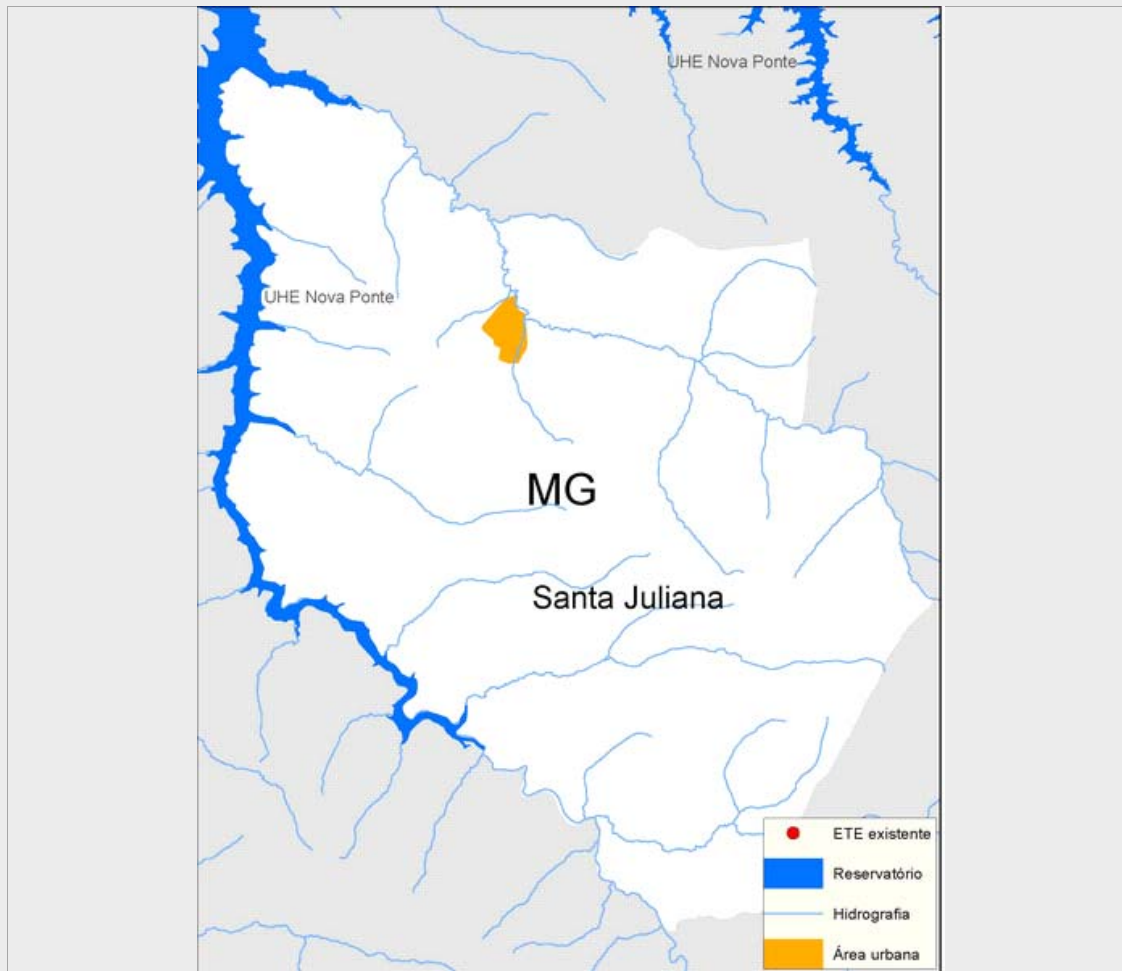 UHE Nova Ponte
UHE Nova Ponte
MG
Santa Juliana
ETE existente
Reservatório
Hidrografia
Área urbana